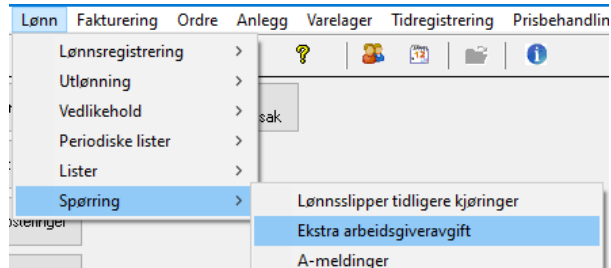 Lønn Fakturering Ordre Anlegg Varelager Tidregistrering Prisbehandlin
Lønnsregistrering
Utlønning
Vedlikehold
sak
Periodiske lister
Lister
Spørring
Lønnsslipper tidligere kjøringer
Ekstra arbeidsgiveravgift
A-meldinger